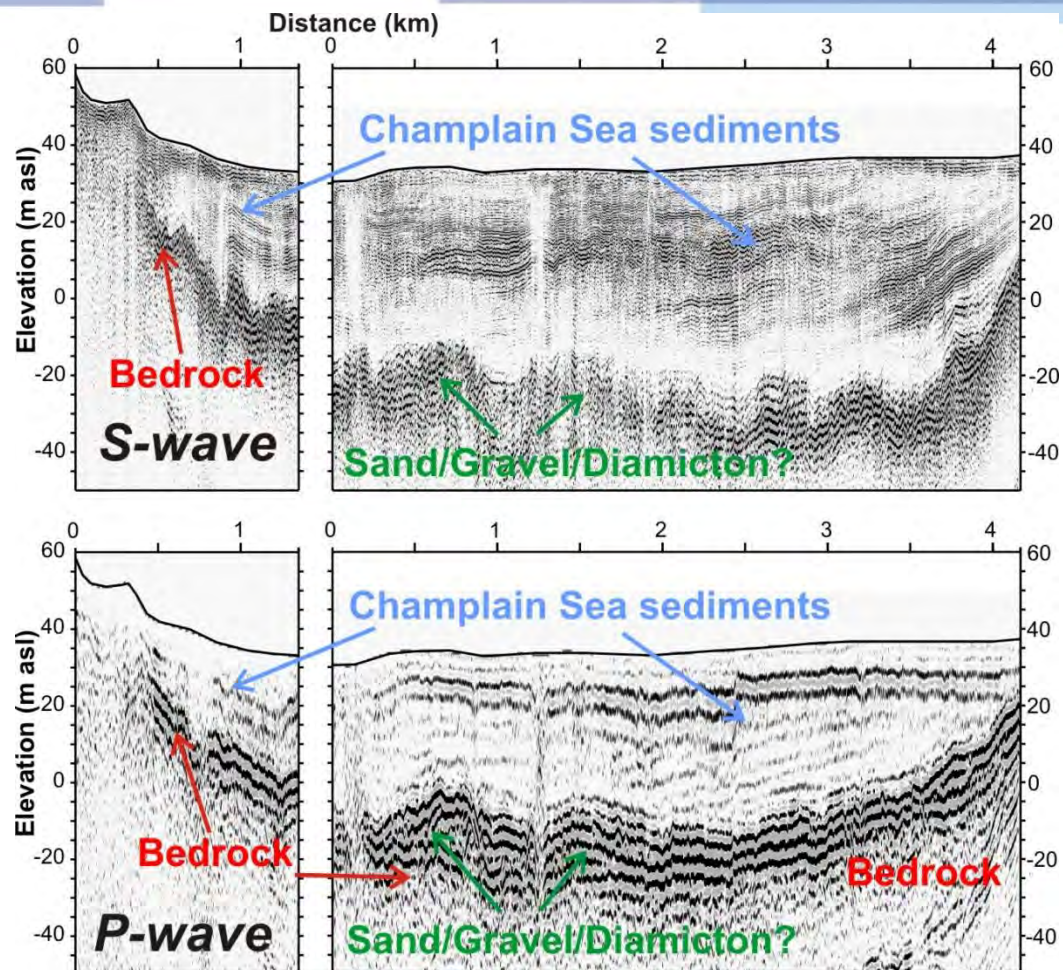 Distance (km)
0 1 0 1 2 3 4
60 60
40 40
20 20
0 0
-20 -20
-40 -40
Elevation (m asl)
Champlain Sea sediments
Bedrock
S-wave
Sand/Gravel/Diamicton?
0 1 0 1 2 3 4
60 60
40 40
20 20
0 0
-20 -20
-40 -40
Elevation (m asl)
Champlain Sea sediments
Bedrock
Bedrock
P-wave
Sand/Gravel/Diamicton?